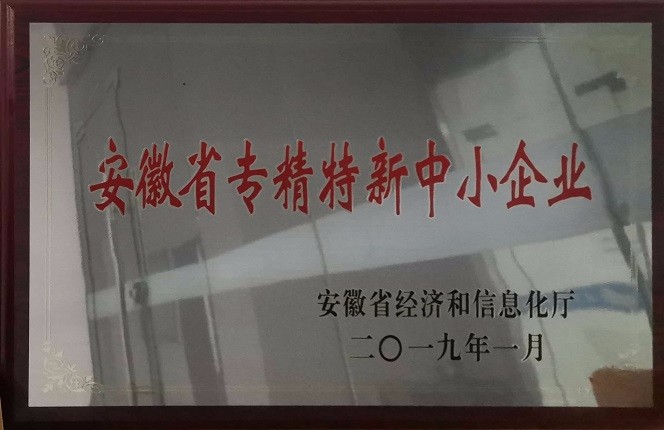 安徽省专精特新中小企业
安徽省经济和信息化厅
二〇一九年一月